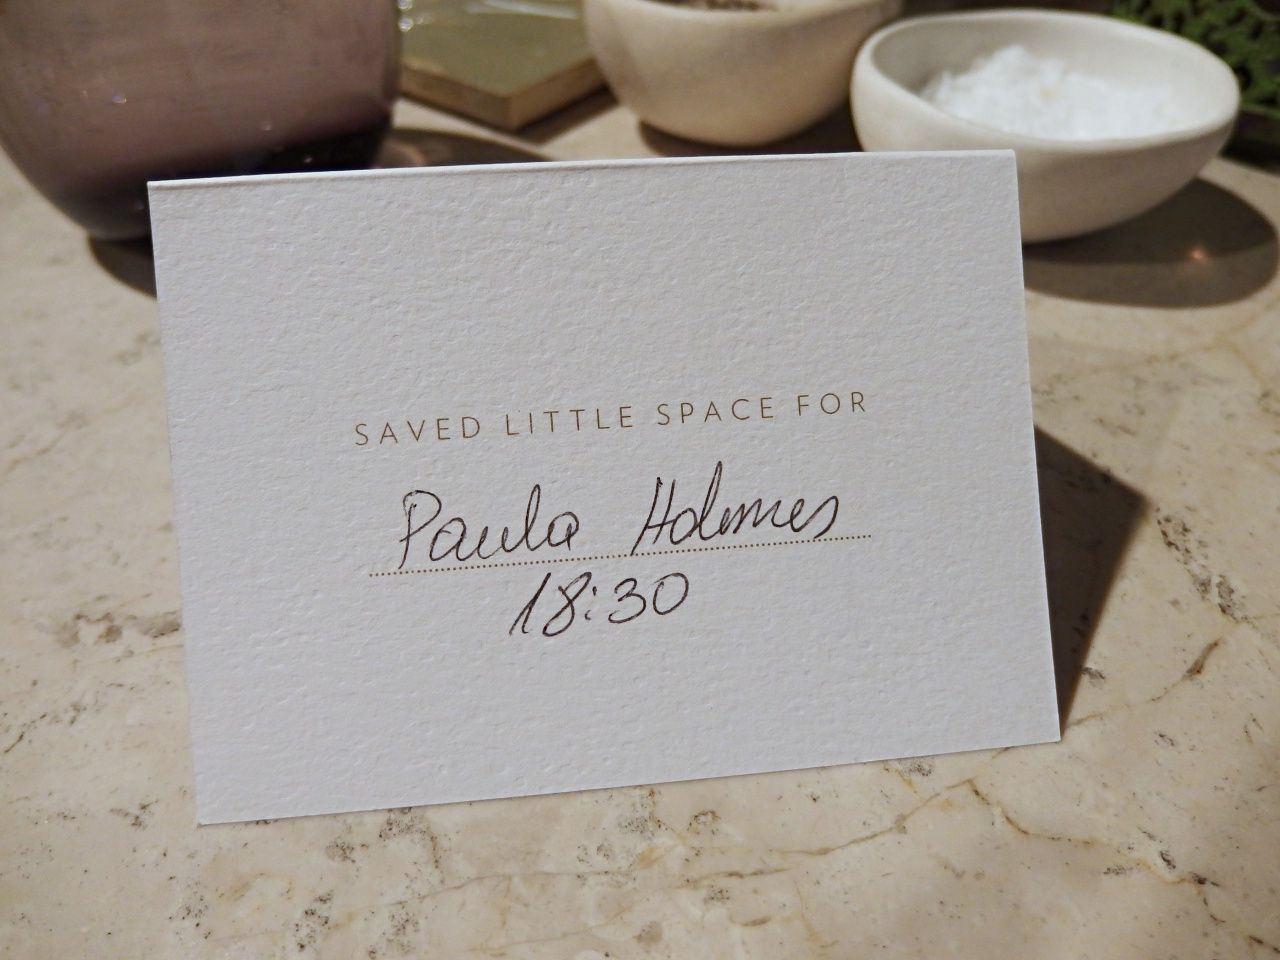 SAVED LITTLE SPACE FOR
Paula Holmes
18:30